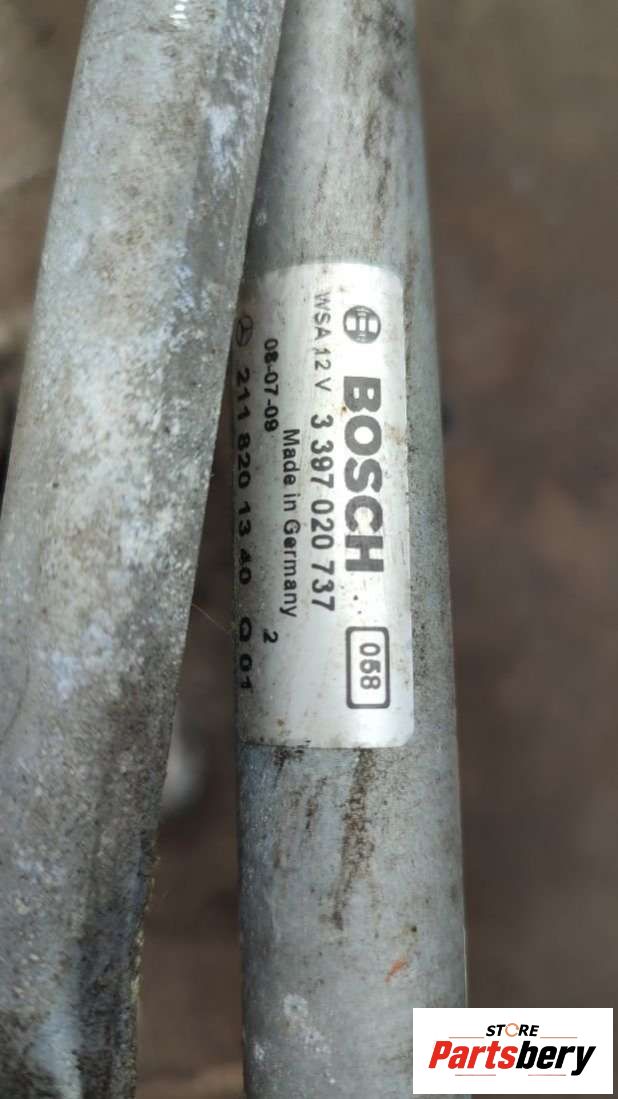 BOSCH
058
WSA 12 V 3 397 020 737
Made in Germany
08-07-09 2
211 820 13 40 Q 01
STORE
Partsbery